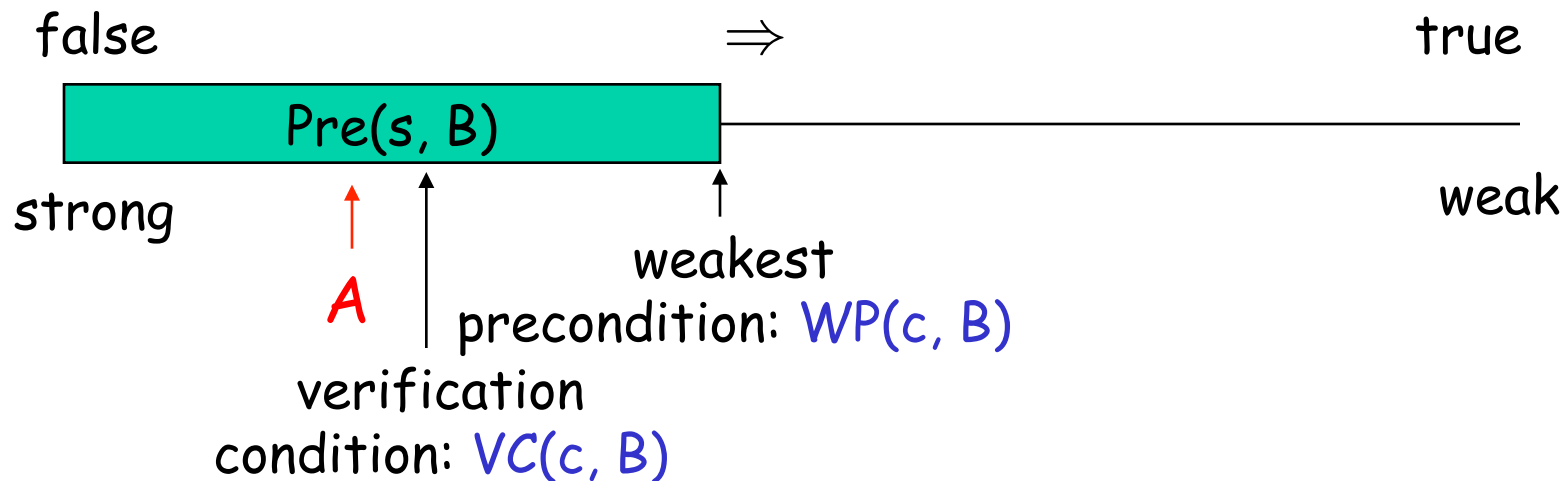 false ⇒ true
Pre(s, B)
strong weak
A
weakest
precondition: WP(c, B)
verification
condition: VC(c, B)